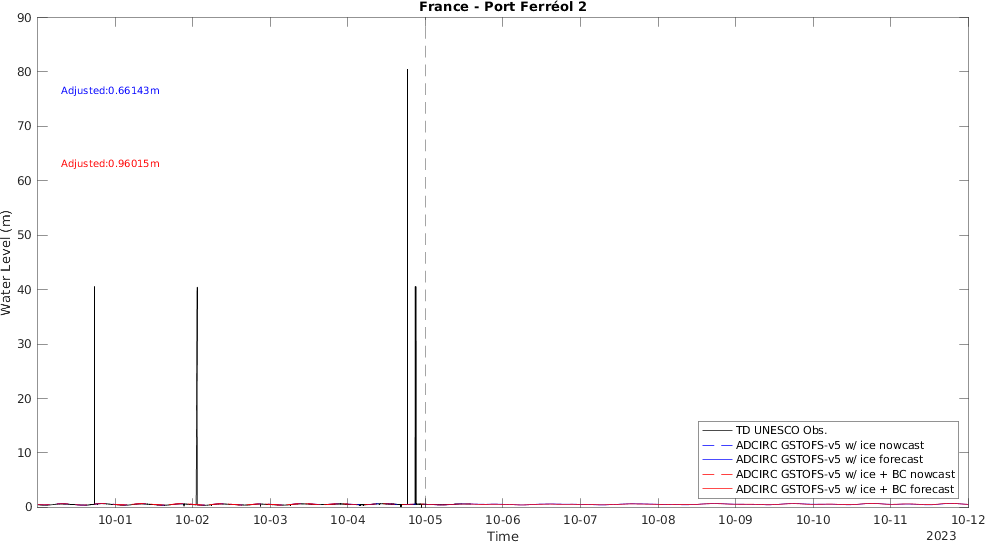 France - Port Ferréol 2
90
80
70
60
50
40
30
20
10
0
Water Level (m)
Adjusted:0.66143m
Adjusted:0.96015m
TD UNESCO Obs.
ADCIRC GSTOFS-v5 w/ ice nowcast
ADCIRC GSTOFS-v5 w/ ice forecast
ADCIRC GSTOFS-v5 w/ ice + BC nowcast
ADCIRC GSTOFS-v5 w/ ice + BC forecast
10-01 10-02 10-03 10-04 10-05 10-06 10-07 10-08 10-09 10-10 10-11 10-12
Time
2023